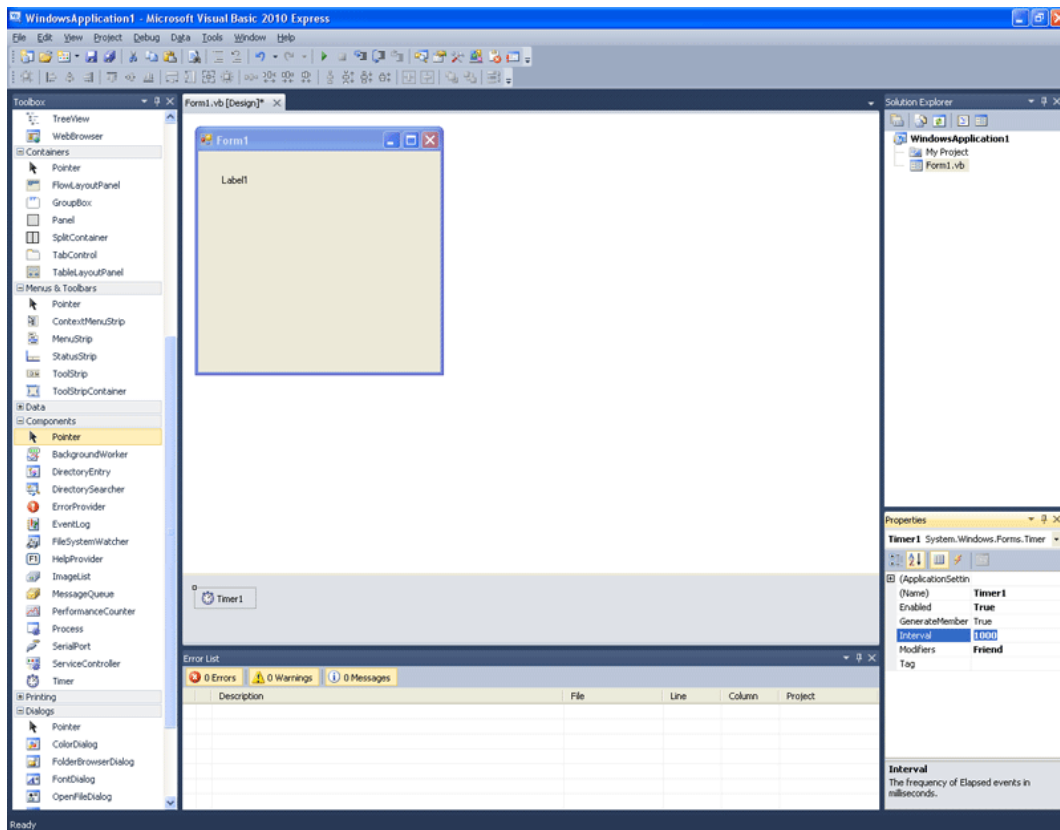 WindowsApplication1 - Microsoft Visual Basic 2010 Express
File Edit View Project Debug Data Tools Window Help
Toolbox
TreeView
WebBrowser
Containers
Pointer
FlowLayoutPanel
GroupBox
Panel
SplitContainer
TabControl
TableLayoutPanel
Menus & Toolbars
Pointer
ContextMenuStrip
MenuStrip
StatusStrip
ToolStrip
ToolStripContainer
Data
Components
Pointer
BackgroundWorker
DirectoryEntry
DirectorySearcher
ErrorProvider
EventLog
FileSystemWatcher
HelpProvider
ImageList
MessageQueue
PerformanceCounter
Process
SerialPort
ServiceController
Timer
Printing
Dialogs
Pointer
ColorDialog
FolderBrowserDialog
FontDialog
OpenFileDialog
Form1.vb [Design]*
Form1
Label1
Timer1
Error List
0 Errors 0 Warnings 0 Messages
Description File Line Column Project
Solution Explorer
WindowsApplication1
My Project
Form1.vb
Properties
Timer1 System.Windows.Forms.Timer
(ApplicationSettin
(Name) Timer1
Enabled True
GenerateMember True
Interval 1000
Modifiers Friend
Tag
Interval
The frequency of Elapsed events in
milliseconds.
Ready